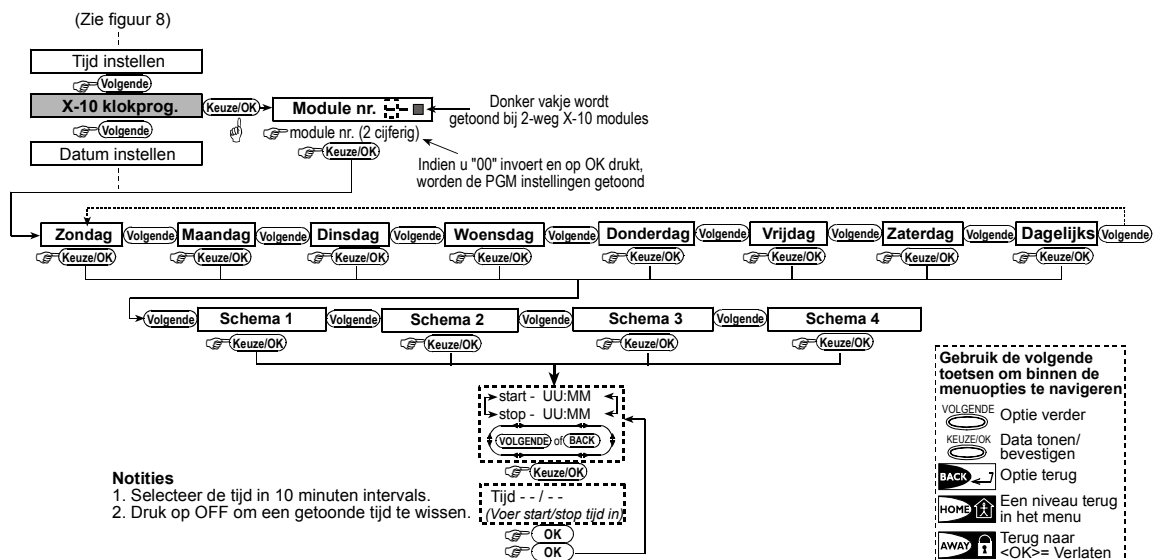 (Zie figuur 8)
Tijd instellen
Volgende
X-10 klokprog.
Keuze/OK
Module nr.
Donker vakje wordt
getoond bij 2-weg X-10 modules
Volgende
module nr. (2 cijferig)
Keuze/OK
Datum instellen
Indien u "00" invoert en op OK drukt,
worden de PGM instellingen getoond
Zondag Volgende Maandag Volgende Dinsdag Volgende Woensdag Volgende Donderdag Volgende Vrijdag Volgende Zaterdag Volgende Dagelijks Volgende
Keuze/OK Keuze/OK Keuze/OK Keuze/OK Keuze/OK Keuze/OK Keuze/OK Keuze/OK
Volgende Schema 1 Volgende Schema 2 Volgende Schema 3 Volgende Schema 4
Keuze/OK Keuze/OK Keuze/OK Keuze/OK
start - UU:MM
stop - UU:MM
VOLGENDE of BACK
Keuze/OK
Tijd - - / - -
(Voer start/stop tijd in)
OK
OK
Notities
1. Selecteer de tijd in 10 minuten intervals.
2. Druk op OFF om een getoonde tijd te wissen.
Gebruik de volgende
toetsen om binnen de
menuopties te navigeren
VOLGENDE Optie verder
KEUZE/OK Data tonen/
bevestigen
BACK Optie terug
HOME Een niveau terug
in het menu
AWAY Terug naar
<OK>= Verlaten